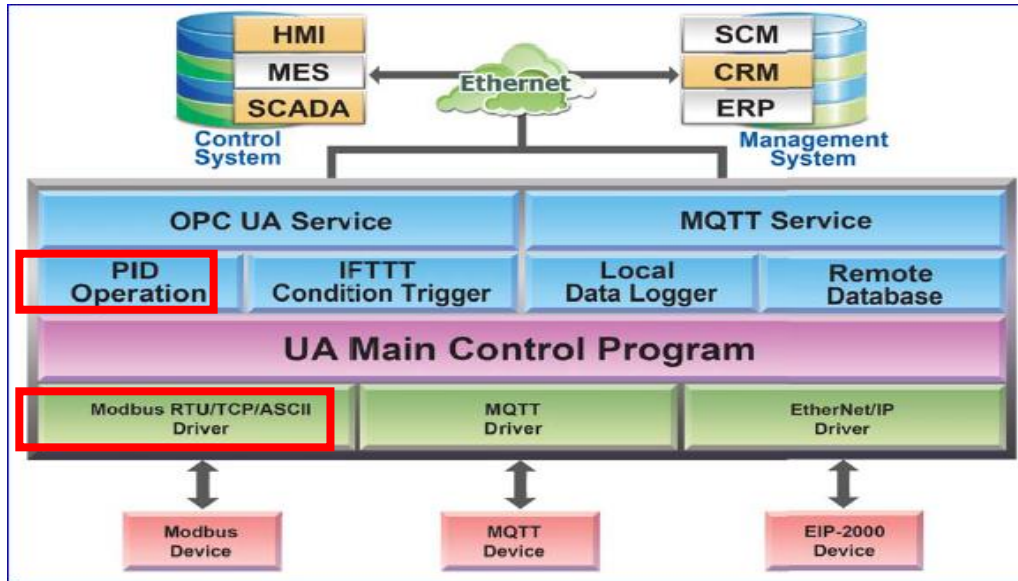 HMI
MES
SCADA
Control
System
Ethernet
SCM
CRM
ERP
Management
System
OPC UA Service
MQTT Service
PID
Operation
IFTTT
Condition Trigger
Local
Data Logger
Remote
Database
UA Main Control Program
Modbus RTU/TCP/ASCII
Driver
MQTT
Driver
EtherNet/IP
Driver
Modbus
Device
MQTT
Device
EIP-2000
Device